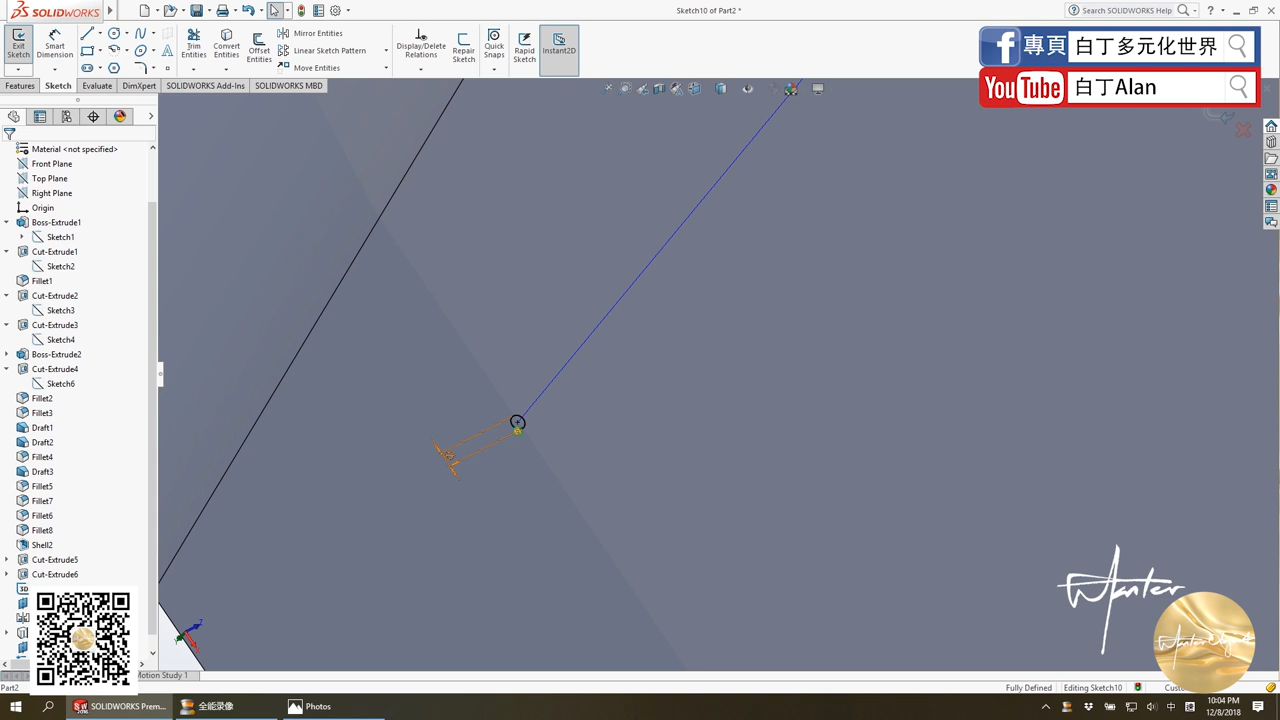 SOLIDWORKS
Sketch10 of Part2 *
Search SOLIDWORKS Help
Exit Sketch
Smart Dimension
Trim Entities
Convert Entities
Offset Entities
Mirror Entities
Linear Sketch Pattern
Move Entities
Display/Delete Relations
Repair Sketch
Quick Snaps
Rapid Sketch
Instant2D
Features
Sketch
Evaluate
DimXpert
SOLIDWORKS Add-Ins
SOLIDWORKS MBD
專頁 白丁多元化世界
YouTube 白丁Alan
Material <not specified>
Front Plane
Top Plane
Right Plane
Origin
Boss-Extrude1
Sketch1
Cut-Extrude1
Sketch2
Fillet1
Cut-Extrude2
Sketch3
Cut-Extrude3
Sketch4
Boss-Extrude2
Cut-Extrude4
Sketch6
Fillet2
Fillet3
Draft1
Draft2
Fillet4
Draft3
Fillet5
Fillet7
Fillet6
Fillet8
Shell2
Cut-Extrude5
Cut-Extrude6
3D
Motion Study 1
Part2
Fully Defined
Editing Sketch10
SOLIDWORKS Prem...
全能录像
Photos
中
10:04 PM
12/8/2018